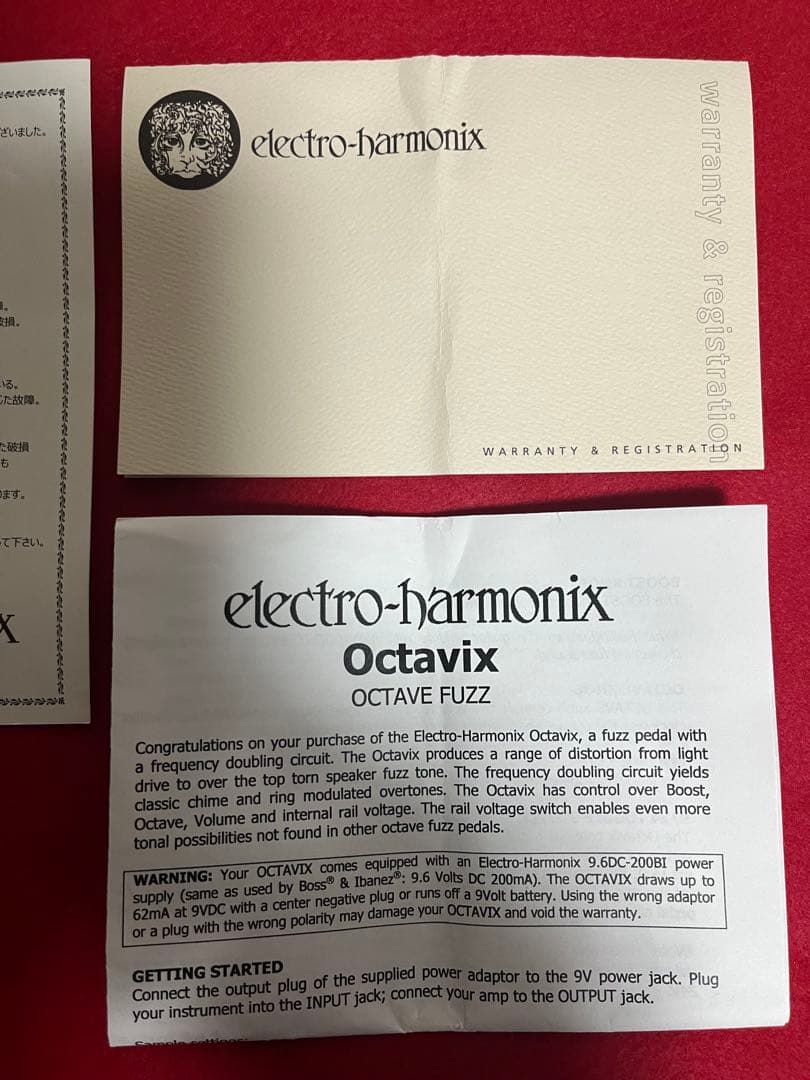 ざいました。
破損。
いる。
じた故障。
た破損
も
ります。
て下さい。
X
electro-harmonix
warranty & registration
WARRANTY & REGISTRATION
electro-harmonix
Octavix
OCTAVE FUZZ
Congratulations on your purchase of the Electro-Harmonix Octavix, a fuzz pedal with
a frequency doubling circuit. The Octavix produces a range of distortion from light
drive to over the top torn speaker fuzz tone. The frequency doubling circuit yields
classic chime and ring modulated overtones. The Octavix has control over Boost,
Octave, Volume and internal rail voltage. The rail voltage switch enables even more
tonal possibilities not found in other octave fuzz pedals.
WARNING: Your OCTAVIX comes equipped with an Electro-Harmonix 9.6DC-200BI power
supply (same as used by Boss® & Ibanez®: 9.6 Volts DC 200mA). The OCTAVIX draws up to
62mA at 9VDC with a center negative plug or runs off a 9Volt battery. Using the wrong adaptor
or a plug with the wrong polarity may damage your OCTAVIX and void the warranty.
GETTING STARTED
Connect the output plug of the supplied power adaptor to the 9V power jack. Plug
your instrument into the INPUT jack; connect your amp to the OUTPUT jack.
Sample settings: